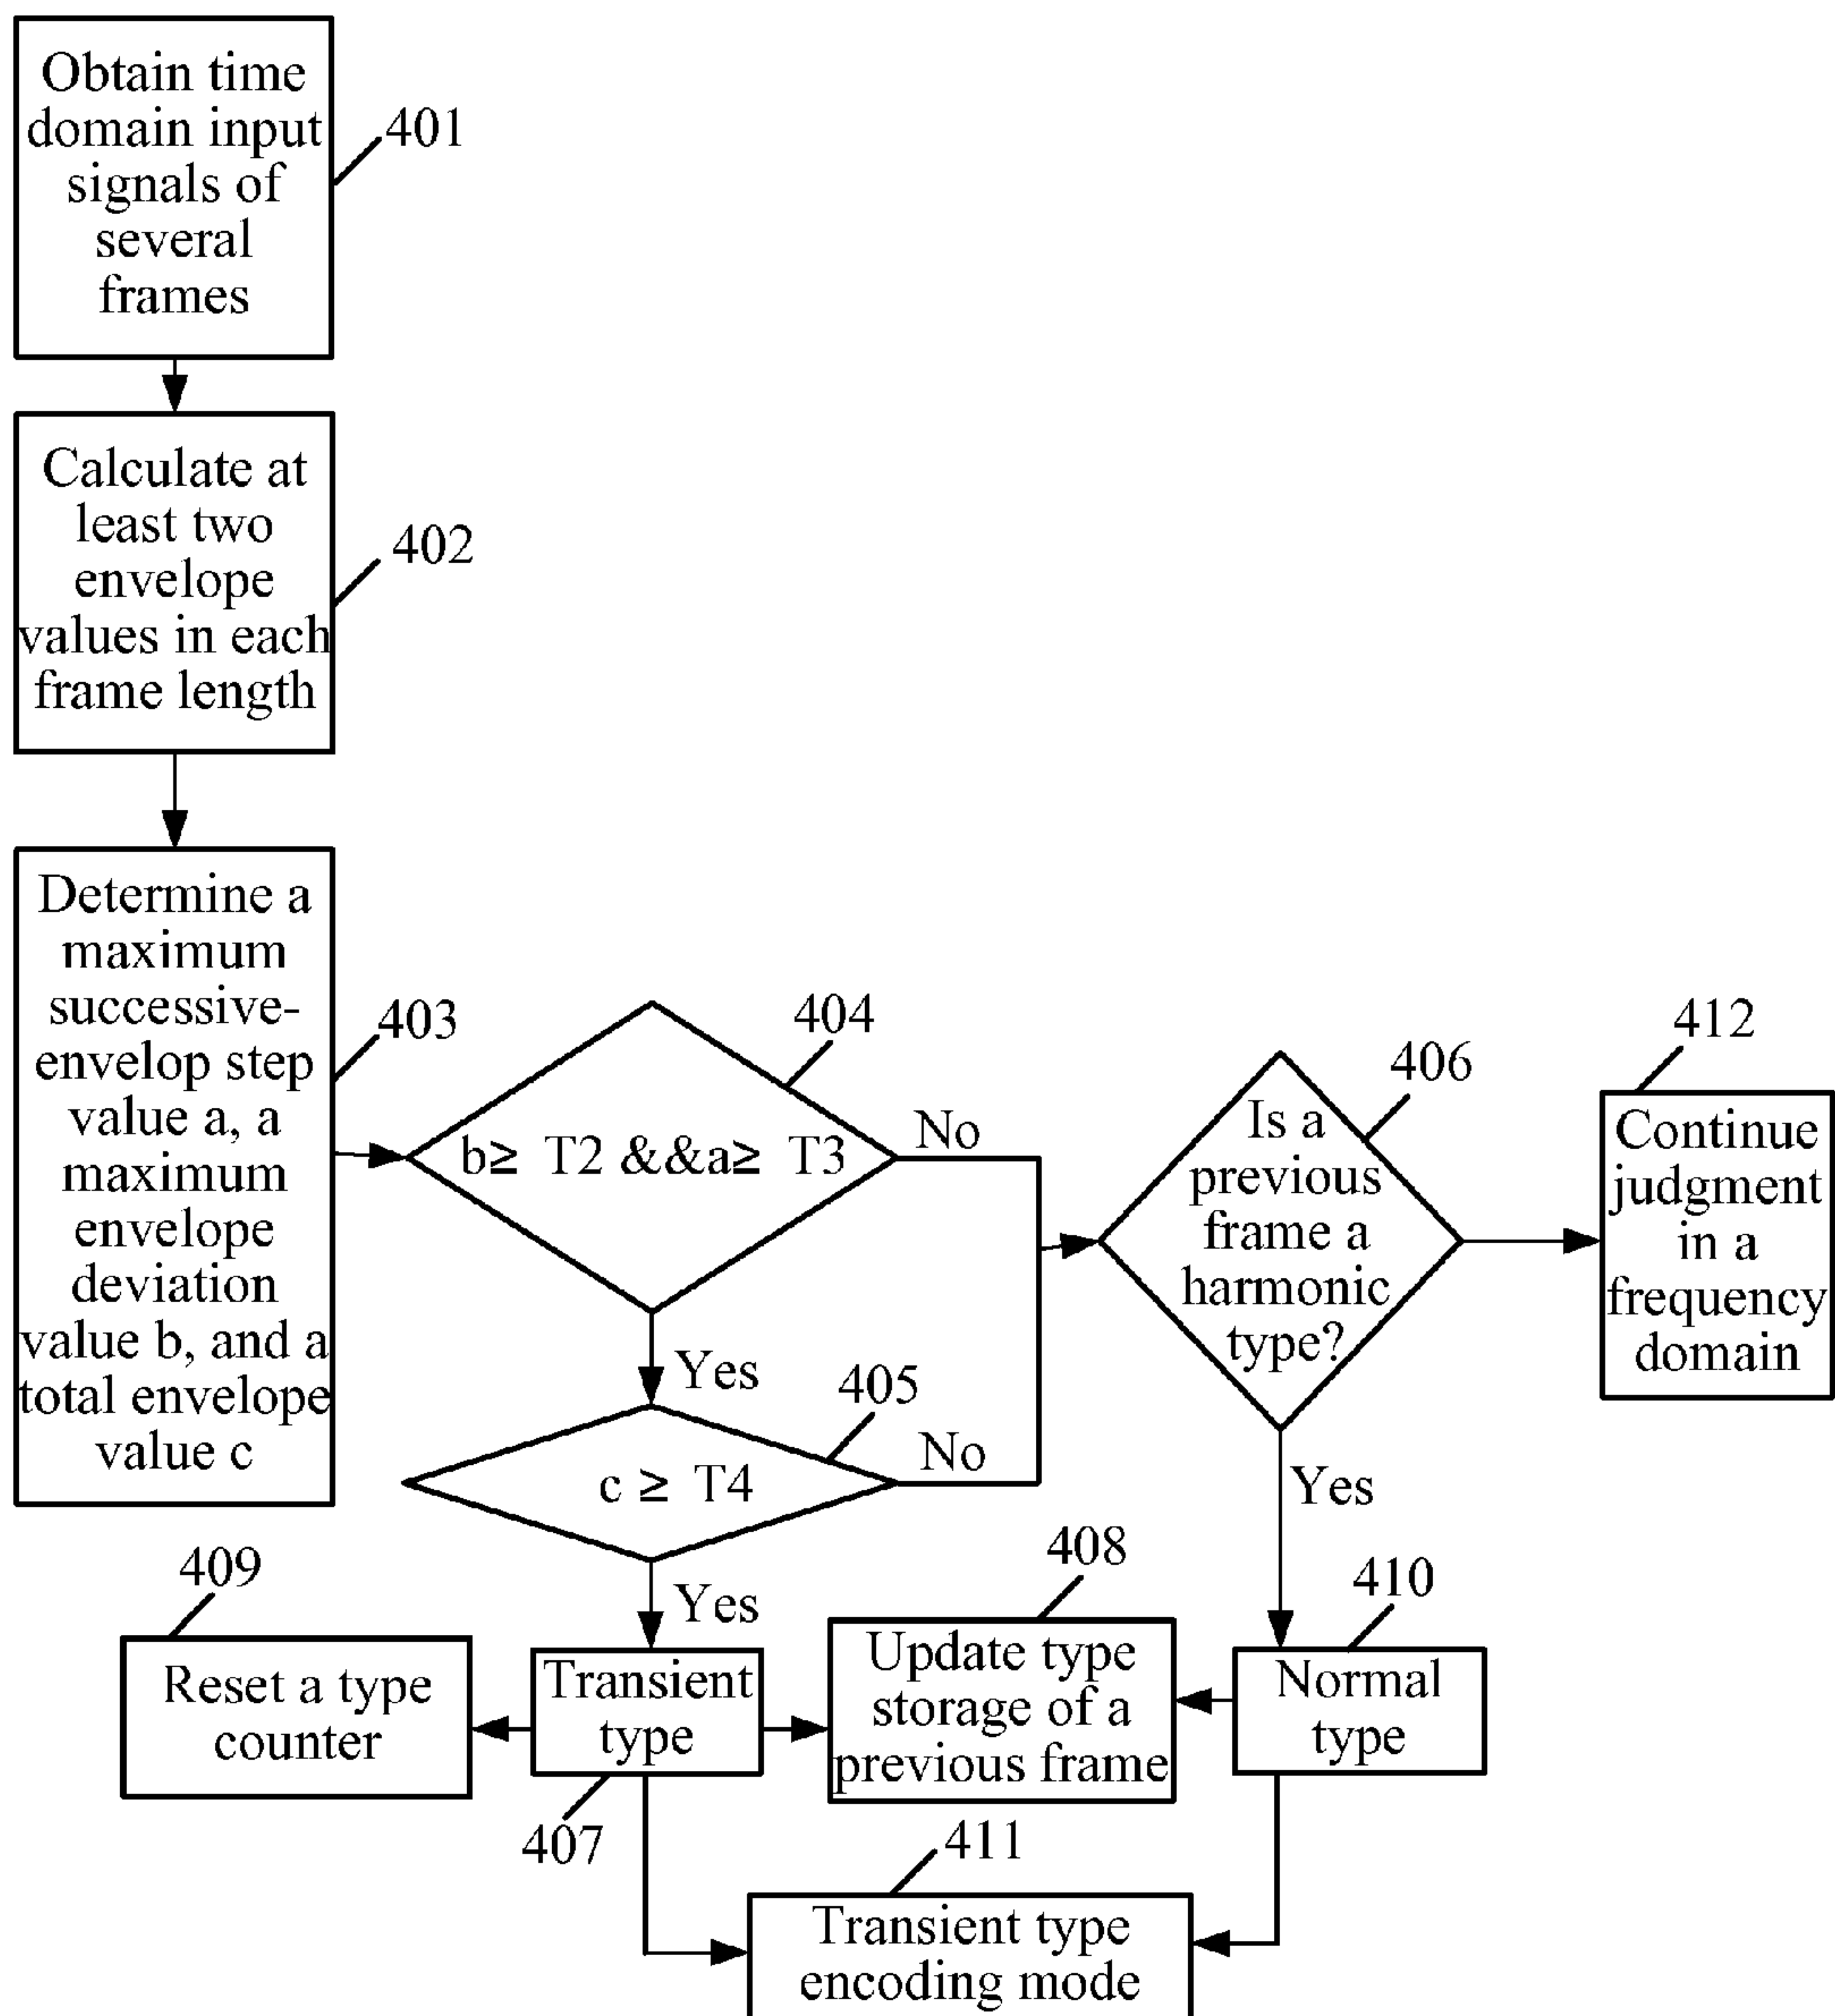 Obtain time
domain input
signals of
several
frames
401
Calculate at
least two
envelope
values in each
frame length
402
Determine a
maximum
successive-
envelop step
value a, a
maximum
envelope
deviation
value b, and a
total envelope
value c
403
404
b≥ T2 &&a≥ T3
No
Yes
405
c ≥ T4
No
Yes
406
Is a
previous
frame a
harmonic
type?
Yes
412
Continue
judgment
in a
frequency
domain
409
Reset a type
counter
Transient
type
407
408
Update type
storage of a
previous frame
410
Normal
type
411
Transient type
encoding mode